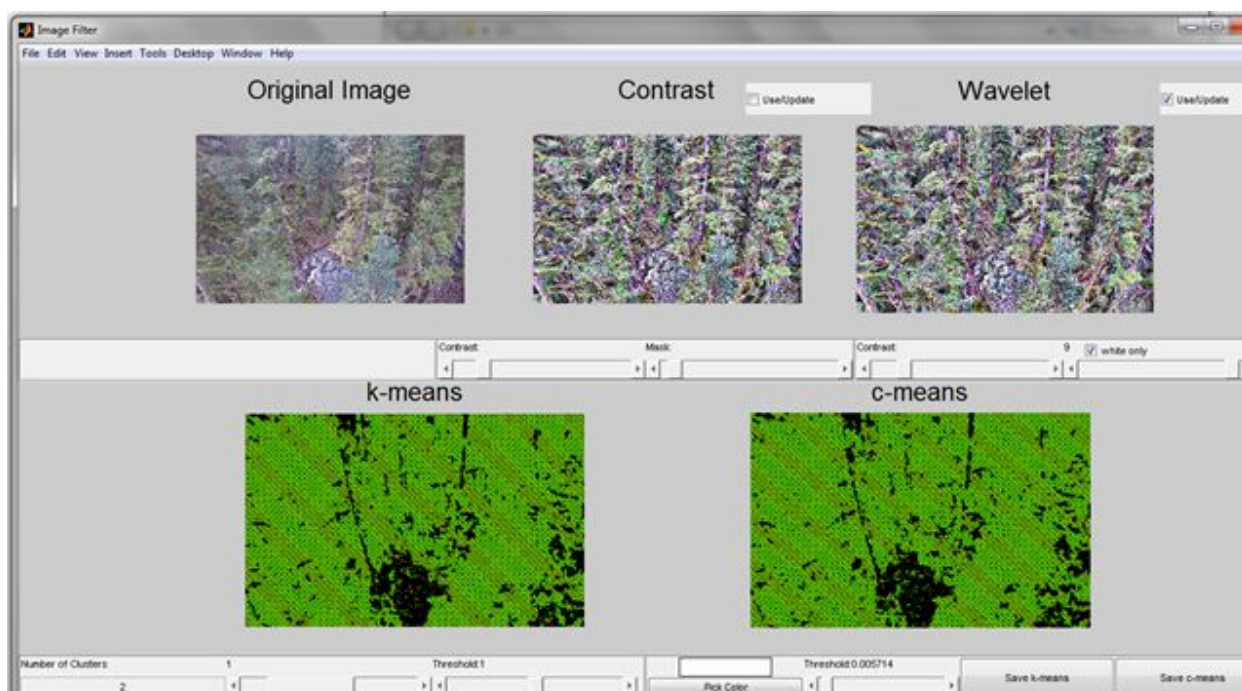 Image Filter
File Edit View Insert Tools Desktop Window Help
Original Image
Contrast
Use/Update
Wavelet
Use/Update
Contrast:
Mask:
Contrast:
9
white only
k-means
c-means
Number of Clusters:
1
Threshold:1
Threshold:0.005714
2
Pick Color
Save k-means
Save c-means